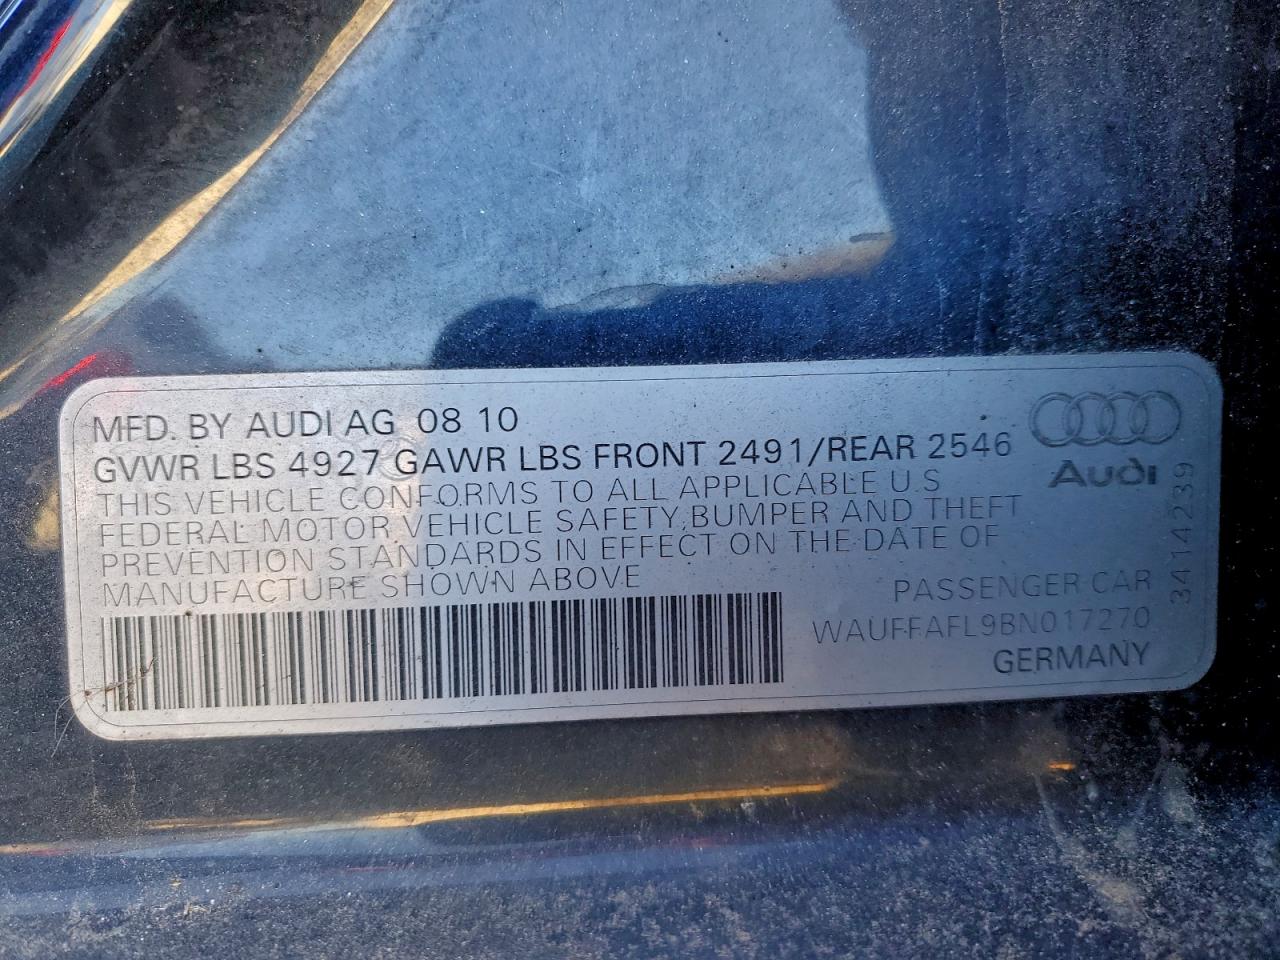 MFD. BY AUDI AG 08 10
GVWR LBS 4927 GAWR LBS FRONT 2491/REAR 2546
THIS VEHICLE CONFORMS TO ALL APPLICABLE U.S
FEDERAL MOTOR VEHICLE SAFETY, BUMPER AND THEFT
PREVENTION STANDARDS IN EFFECT ON THE DATE OF
MANUFACTURE SHOWN ABOVE
Audi
PASSENGER CAR
WAUFFAFL9BN017270
GERMANY
3414239